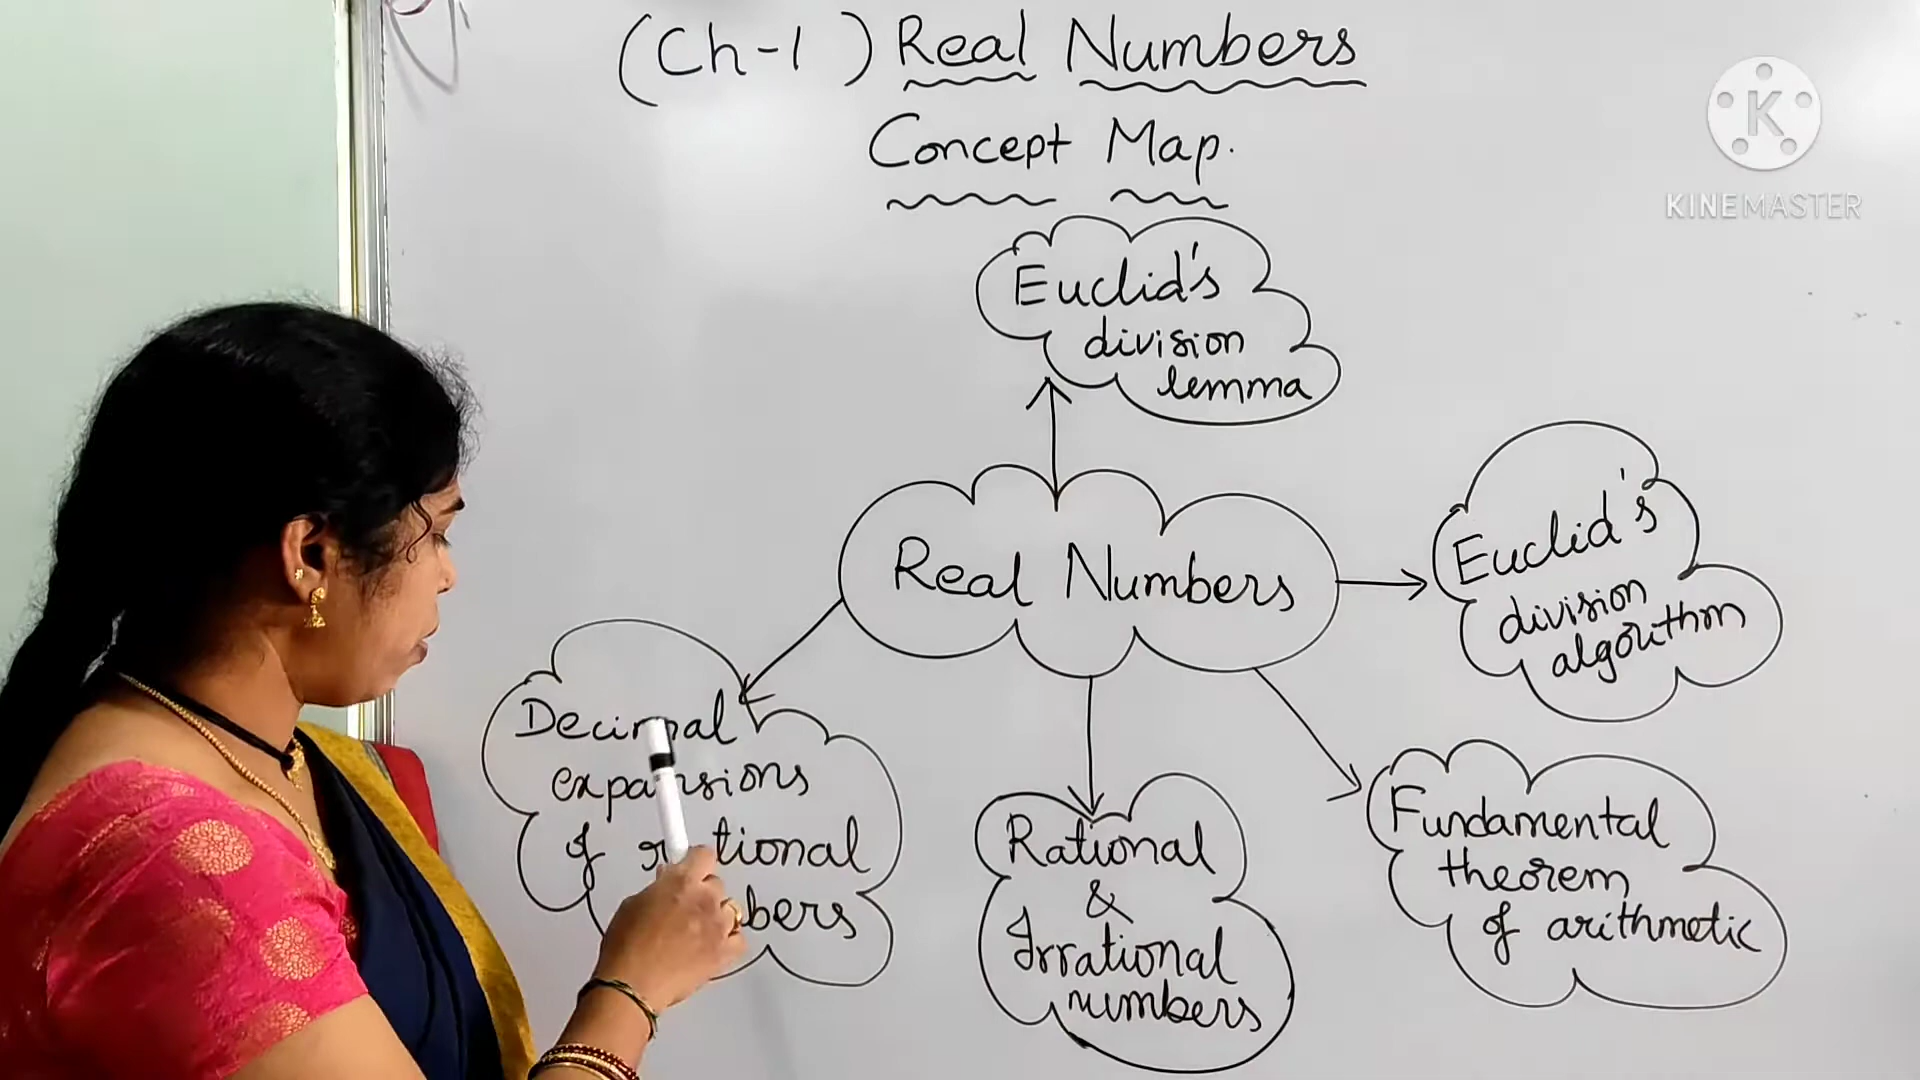 (Ch-1) Real Numbers
Concept Map.
K
KINEMASTER
Euclid's
division
lemma
Real Numbers
Euclid's
division
algorithm
Decimal
expansions
of rational
Rational
&
Irrational
numbers
Fundamental
theorem
of arithmetic